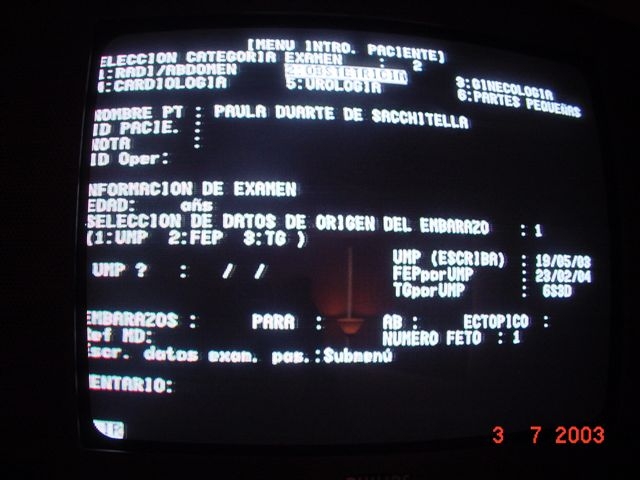 [MENU INTRO. PACIENTE]
ELECCION CATEGORIA EXAMEN : 2
1:RADI/ABDOMEN 2:OBSTETRICIA 3:GINECOLOGIA
4:CARDIOLOGIA 5:UROLOGIA 6:PARTES PEQUEÑAS
NOMBRE PT : PAULA DUARTE DE SACCHITELLA
ID PACIE. :
NOTA :
ID Oper:
NFORMACION DE EXAMEN
EDAD: añs
SELECCION DE DATOS DE ORIGEN DEL EMBARAZO : 1
(1:UMP 2:FEP 3:TG )
UMP (ESCRIBA) : 19/05/03
UMP ? : / / FEPporUMP : 23/02/04
TGporUMP : 6S3D
EMBARAZOS : PARA : AB : ECTOPICO :
Ref MD: NUMERO FETO : 1
Escr. datos exam. pas.:Submenú
ENTARIO:
3 7 2003